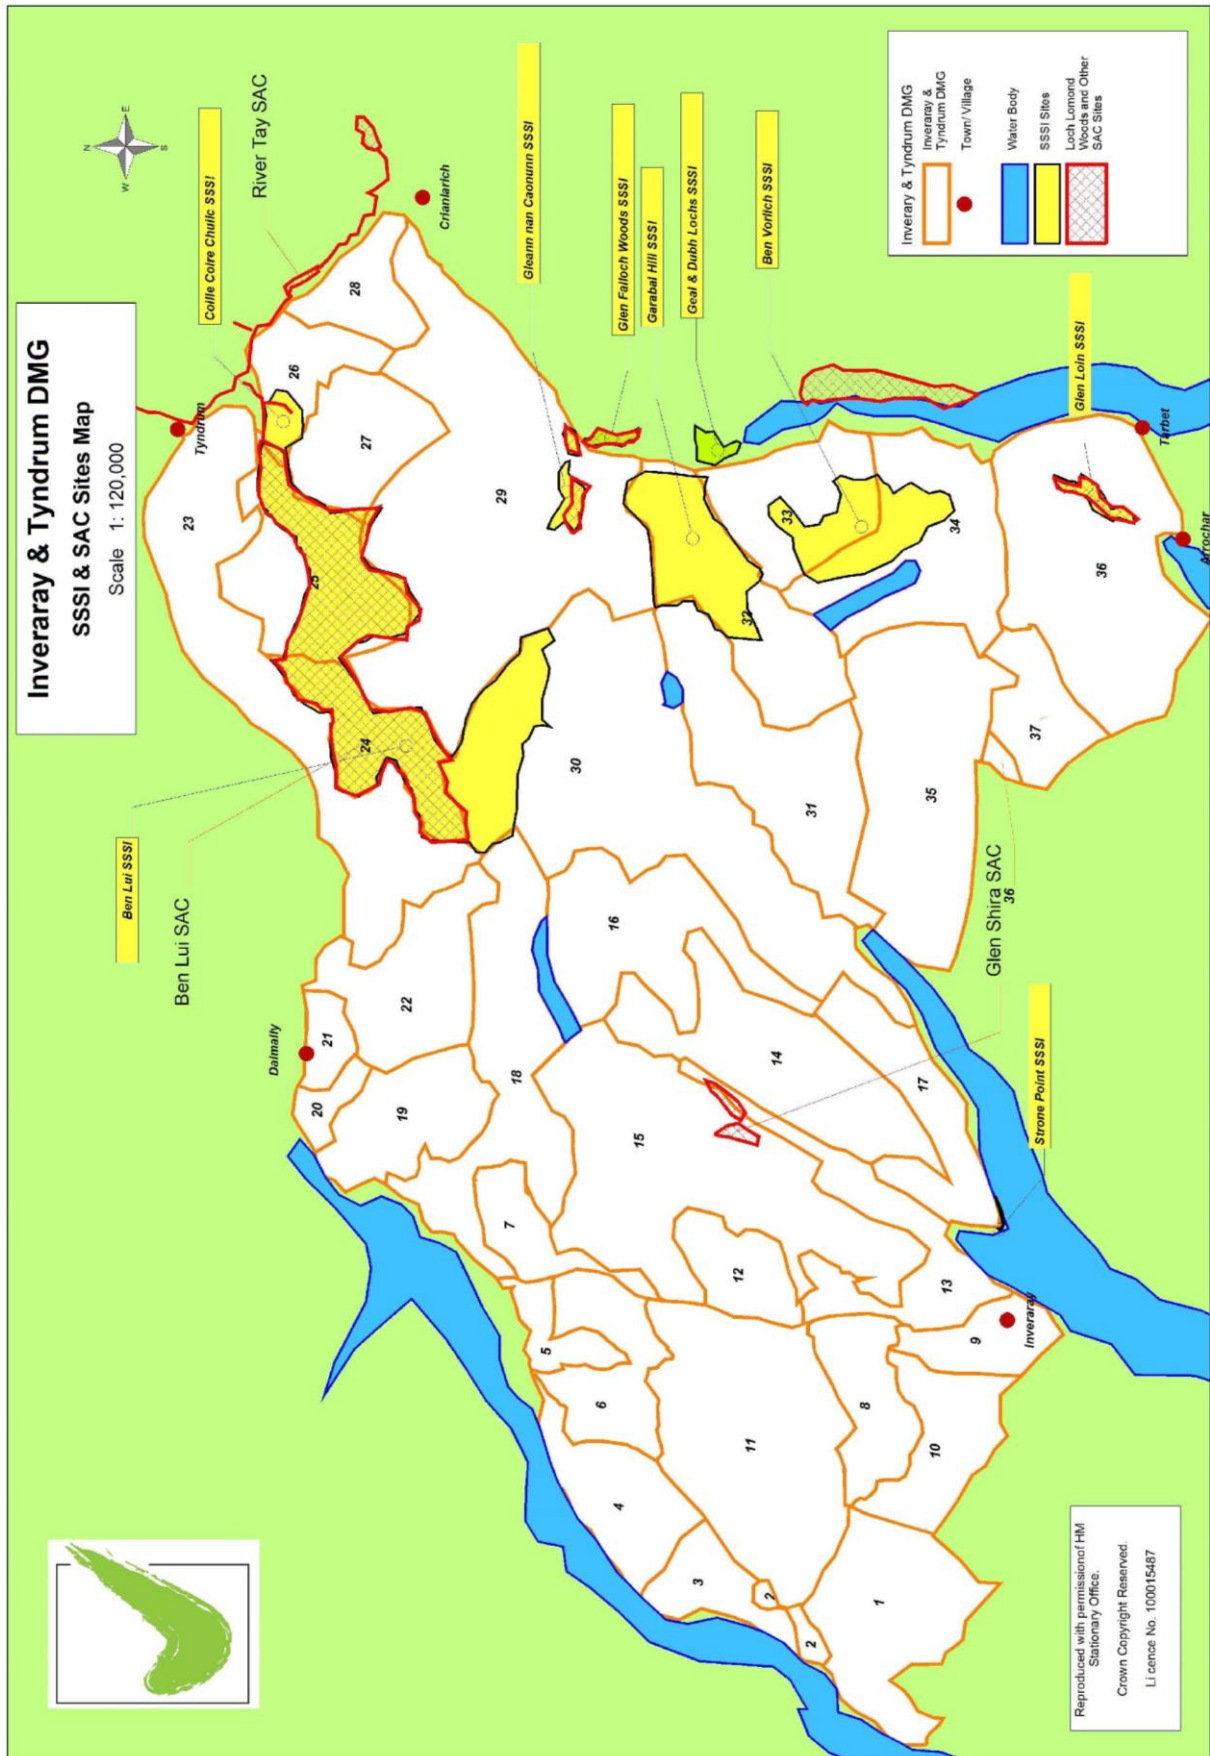 Inveraray & Tyndrum DMG
SSSI & SAC Sites Map
Scale 1: 120,000
N
W
E
S
River Tay SAC
Coille Coire Chuilc SSSI
Crianlarich
Tyndrum
Gleann nan Caonunn SSSI
Glen Falloch Woods SSSI
Garabal Hill SSSI
Geal & Dubh Lochs SSSI
Ben Vorlich SSSI
Glen Loin SSSI
Tarbet
Arrochar
Ben Lui SSSI
Ben Lui SAC
Dalmally
Glen Shira SAC
36
Strone Point SSSI
Inveraray
1
2
2
3
4
5
6
7
8
9
10
11
12
13
14
15
16
17
18
19
20
21
22
23
24
25
26
27
28
29
30
31
32
33
34
35
36
37
Inverary & Tyndrum DMG
Inveraray &
Tyndrum DMG
Town/ Village
Water Body
SSSI Sites
Loch Lomond
Woods and Other
SAC Sites
Reproduced with permissionof HM
Stationary Office.
Crown Copyright Reserved.
Li cence No. 100015487